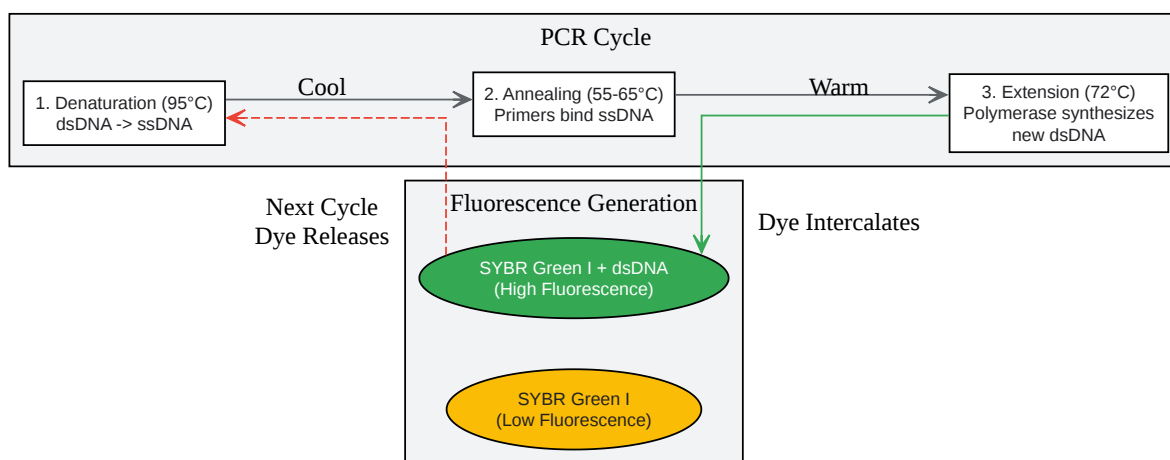 PCR Cycle
1. Denaturation (95°C)
dsDNA -> ssDNA
Cool
2. Annealing (55-65°C)
Primers bind ssDNA
Warm
3. Extension (72°C)
Polymerase synthesizes
new dsDNA
Next Cycle
Dye Releases
Fluorescence Generation
Dye Intercalates
SYBR Green I + dsDNA
(High Fluorescence)
SYBR Green I
(Low Fluorescence)